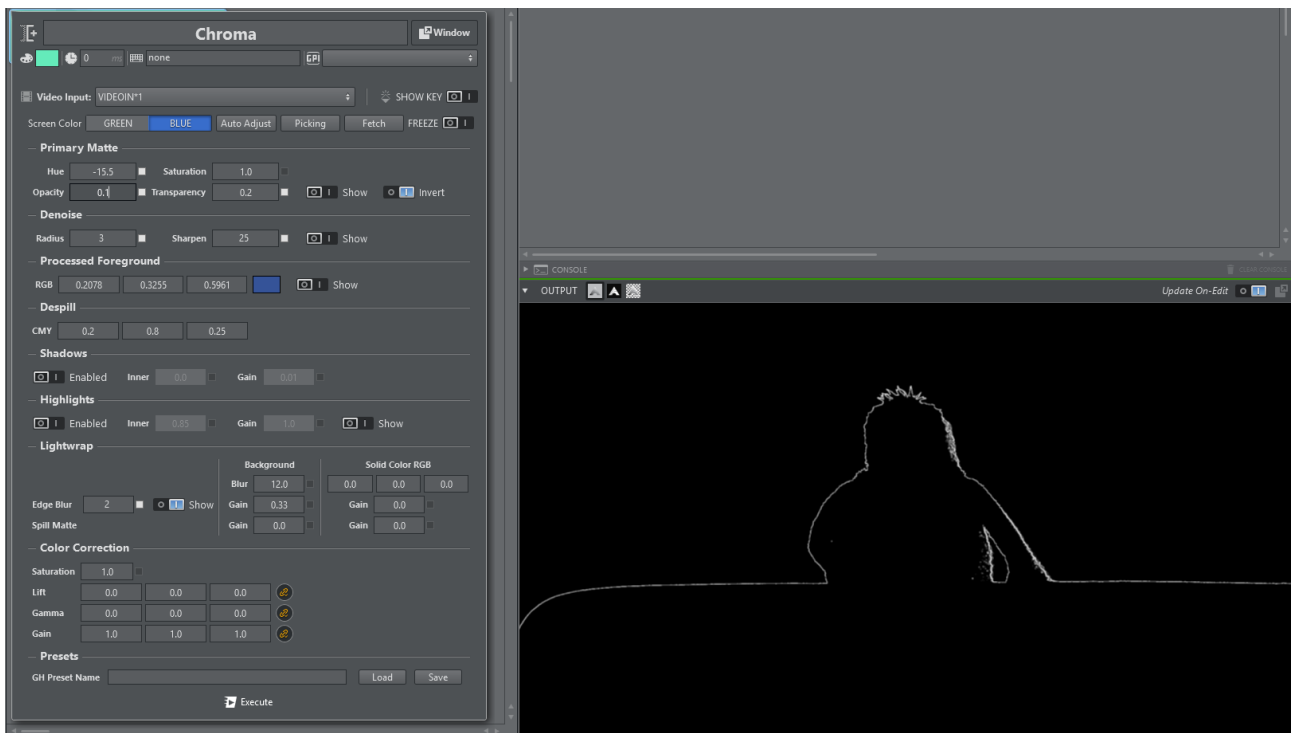 Chroma
Window
0 ms none GPI
Video Input: VIDEOIN*1 SHOW KEY
Screen Color GREEN BLUE Auto Adjust Picking Fetch FREEZE
Primary Matte
Hue -15.5 Saturation 1.0
Opacity 0.1 Transparency 0.2 Show Invert
Denoise
Radius 3 Sharpen 25 Show
Processed Foreground
RGB 0.2078 0.3255 0.5961 Show
Despill
CMY 0.2 0.8 0.25
Shadows
Enabled Inner 0.0 Gain 0.01
Highlights
Enabled Inner 0.85 Gain 1.0 Show
Lightwrap
Background Solid Color RGB
Blur 12.0 0.0 0.0 0.0
Edge Blur 2 Show Gain 0.33 Gain 0.0
Spill Matte Gain 0.0 Gain 0.0
Color Correction
Saturation 1.0
Lift 0.0 0.0 0.0
Gamma 0.0 0.0 0.0
Gain 1.0 1.0 1.0
Presets
GH Preset Name Load Save
Execute
CONSOLE CLEAR CONSOLE
OUTPUT Update On-Edit